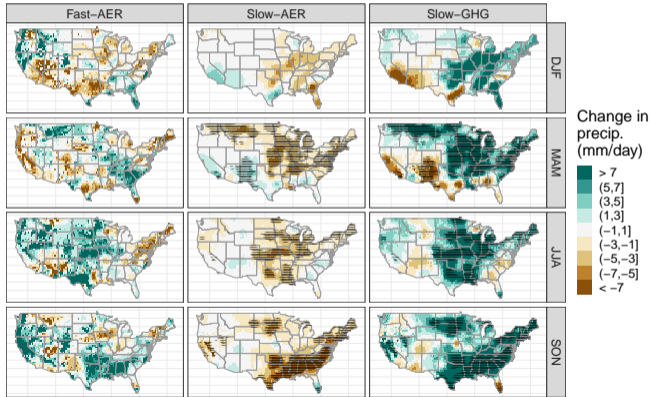 Fast−AER
Slow−AER
Slow−GHG
DJF
MAM
JJA
SON
Change in
precip.
(mm/day)
> 7
(5,7]
(3,5]
(1,3]
(−1,1]
(−3,−1]
(−5,−3]
(−7,−5]
< −7